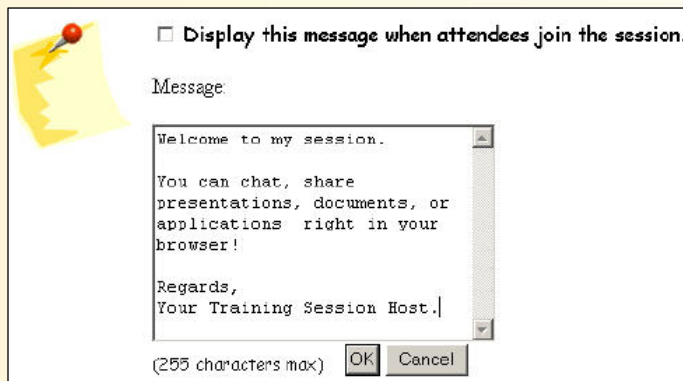 Display this message when attendees join the session.
Message:
Welcome to my session.
You can chat, share
presentations, documents, or
applications  right in your
browser!
Regards,
Your Training Session Host.
(255 characters max) OK Cancel